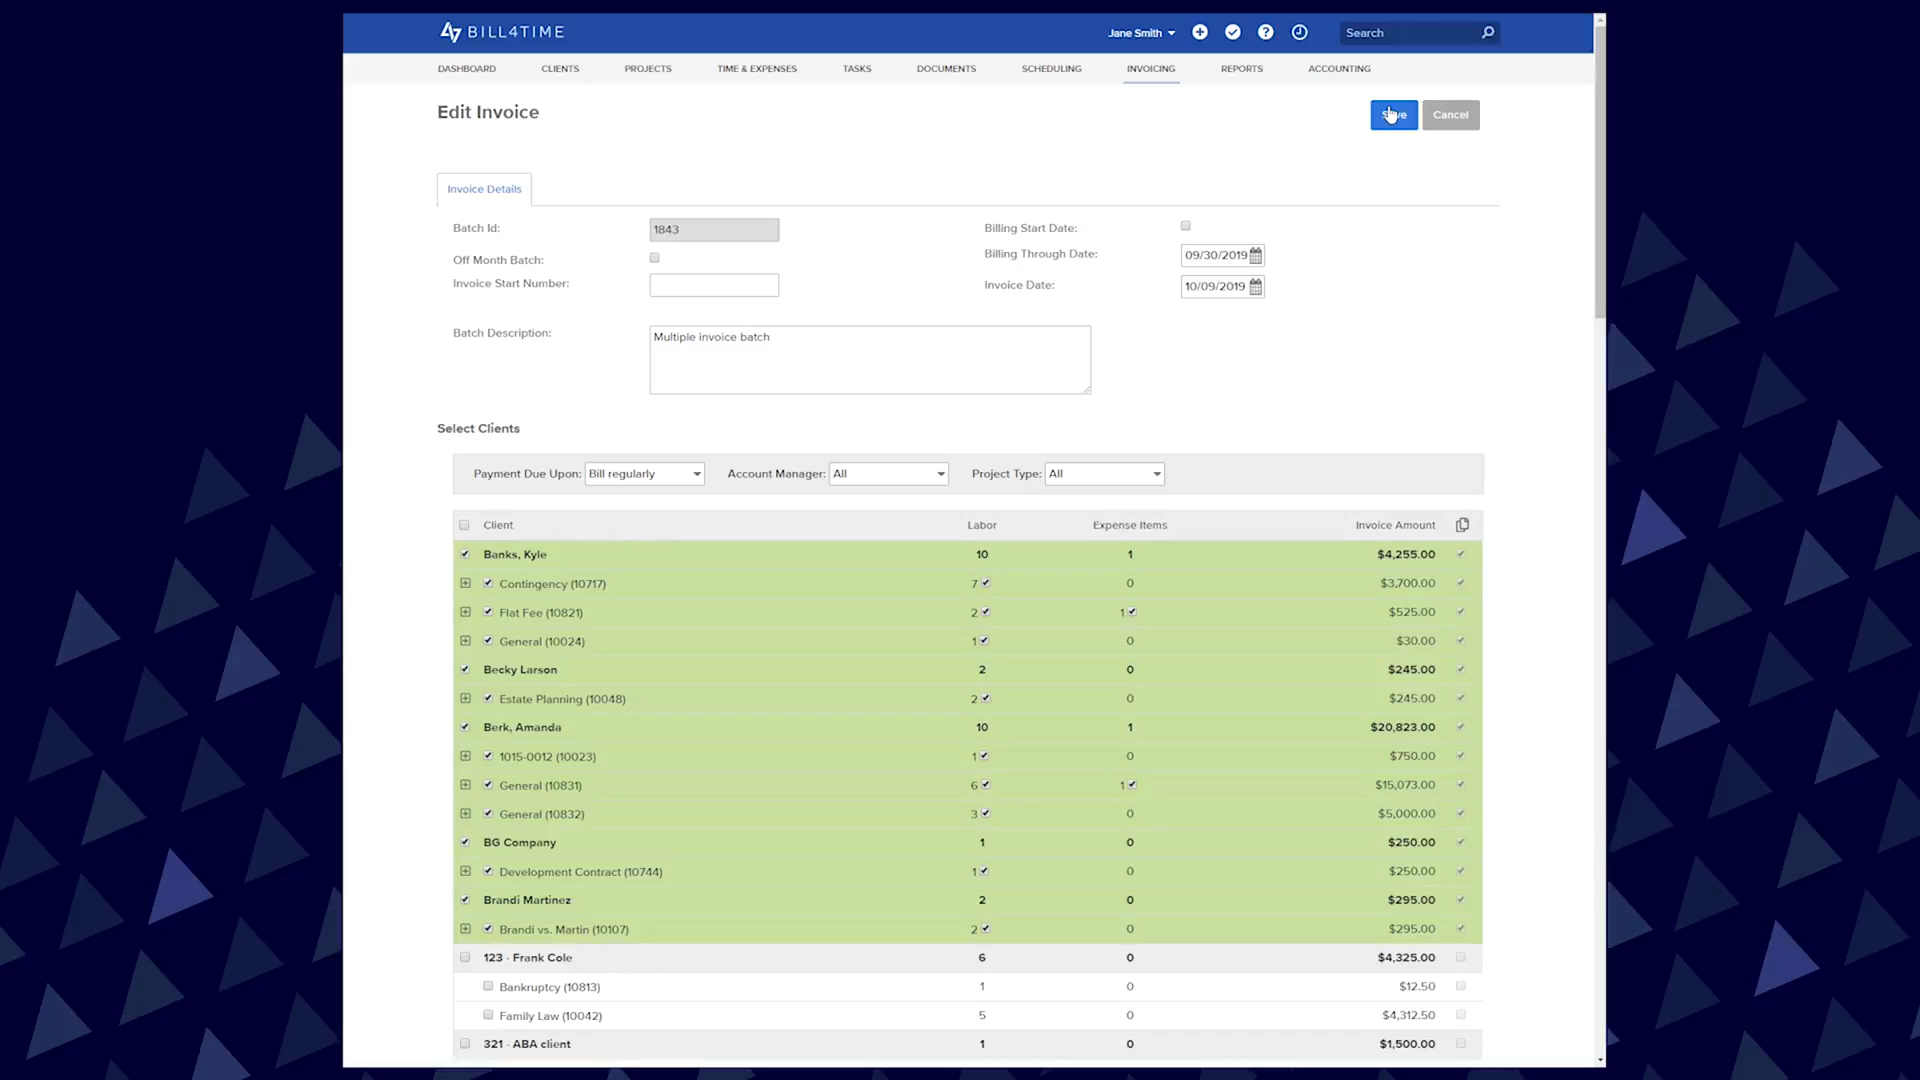 BILL4TIME
Jane Smith
Search
DASHBOARD CLIENTS PROJECTS TIME & EXPENSES TASKS DOCUMENTS SCHEDULING INVOICING REPORTS ACCOUNTING
Edit Invoice
Cancel
Invoice Details
Batch Id: 1843 Billing Start Date:
Off Month Batch: Billing Through Date: 09/30/2019
Invoice Start Number: Invoice Date: 10/09/2019
Batch Description: Multiple invoice batch
Select Clients
Payment Due Upon: Bill regularly Account Manager: All Project Type: All
Client Labor Expense Items Invoice Amount
Banks, Kyle 10 1 $4,255.00
Contingency (10717) 7 0 $3,700.00
Flat Fee (10821) 2 1 $525.00
General (10024) 1 0 $30.00
Becky Larson 2 0 $245.00
Estate Planning (10048) 2 0 $245.00
Berk, Amanda 10 1 $20,823.00
1015-0012 (10023) 1 0 $750.00
General (10831) 6 1 $15,073.00
General (10832) 3 0 $5,000.00
BG Company 1 0 $250.00
Development Contract (10744) 1 0 $250.00
Brandi Martinez 2 0 $295.00
Brandi vs. Martin (10107) 2 0 $295.00
123 - Frank Cole 6 0 $4,325.00
Bankruptcy (10813) 1 0 $12.50
Family Law (10042) 5 0 $4,312.50
321 - ABA client 1 0 $1,500.00